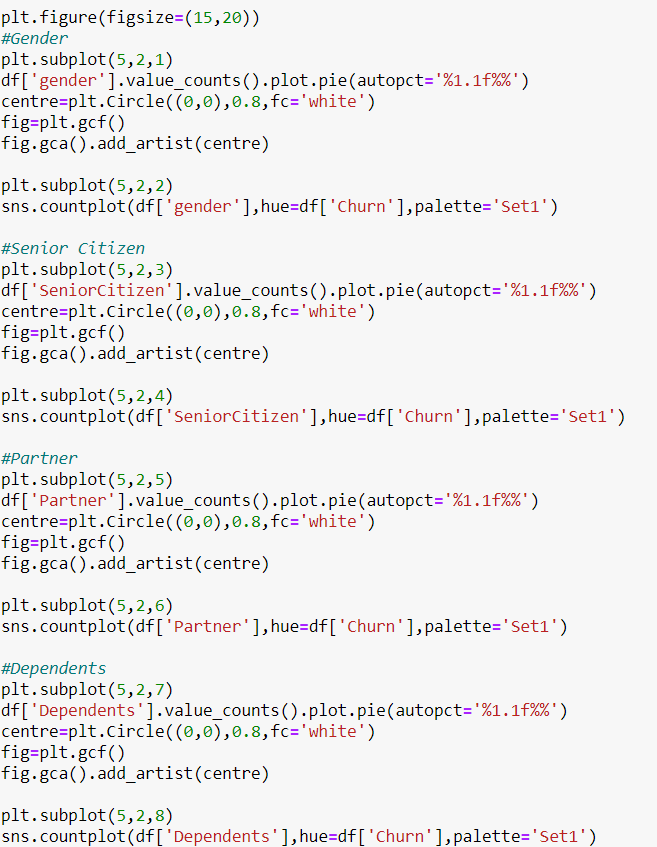 plt.figure(figsize=(15,20))
#Gender
plt.subplot(5,2,1)
df['gender'].value_counts().plot.pie(autopct='%1.1f%%')
centre=plt.Circle((0,0),0.8,fc='white')
fig=plt.gcf()
fig.gca().add_artist(centre)

plt.subplot(5,2,2)
sns.countplot(df['gender'],hue=df['Churn'],palette='Set1')

#Senior Citizen
plt.subplot(5,2,3)
df['SeniorCitizen'].value_counts().plot.pie(autopct='%1.1f%%')
centre=plt.Circle((0,0),0.8,fc='white')
fig=plt.gcf()
fig.gca().add_artist(centre)

plt.subplot(5,2,4)
sns.countplot(df['SeniorCitizen'],hue=df['Churn'],palette='Set1')

#Partner
plt.subplot(5,2,5)
df['Partner'].value_counts().plot.pie(autopct='%1.1f%%')
centre=plt.Circle((0,0),0.8,fc='white')
fig=plt.gcf()
fig.gca().add_artist(centre)

plt.subplot(5,2,6)
sns.countplot(df['Partner'],hue=df['Churn'],palette='Set1')

#Dependents
plt.subplot(5,2,7)
df['Dependents'].value_counts().plot.pie(autopct='%1.1f%%')
centre=plt.Circle((0,0),0.8,fc='white')
fig=plt.gcf()
fig.gca().add_artist(centre)

plt.subplot(5,2,8)
sns.countplot(df['Dependents'],hue=df['Churn'],palette='Set1')